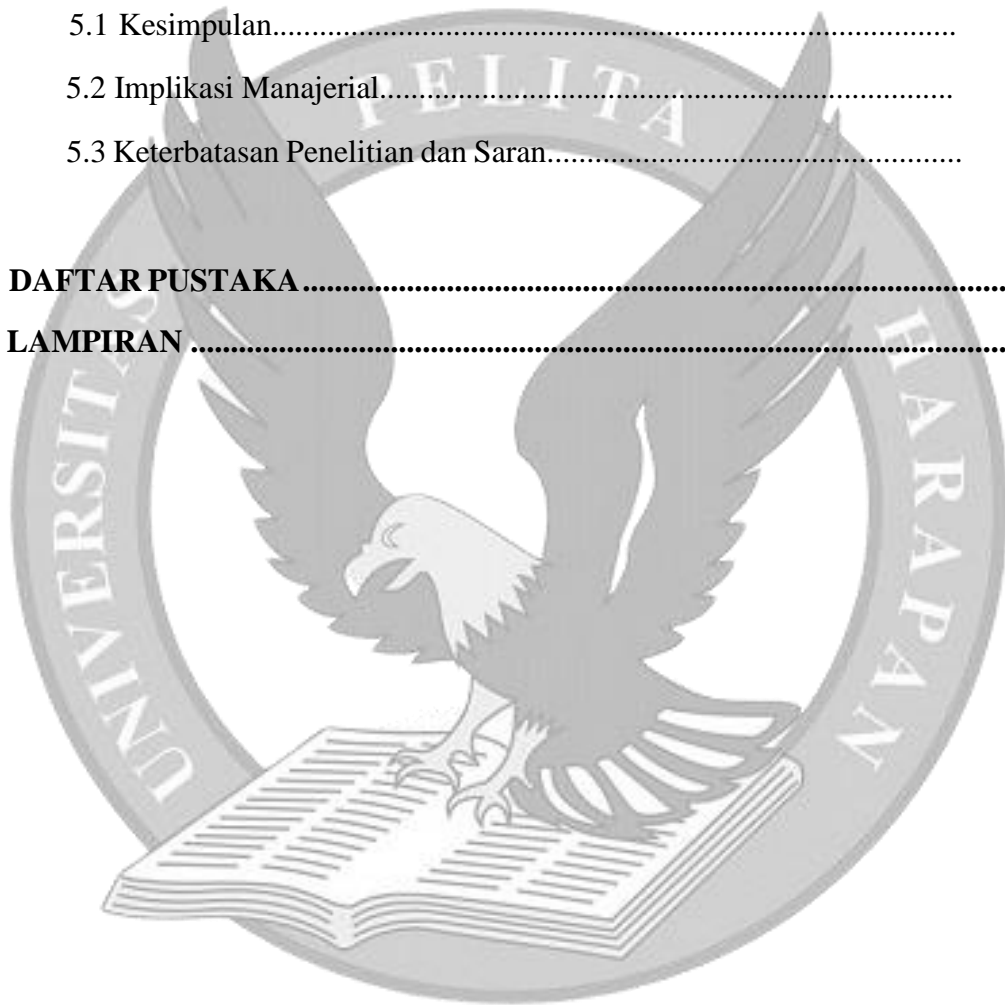 5.1 Kesimpulan........................................................................................
5.2 Implikasi Manajerial..........................................................................
5.3 Keterbatasan Penelitian dan Saran.....................................................
DAFTAR PUSTAKA..........................................................................................
LAMPIRAN ........................................................................................................
UNIVERSITAS PELITA HARAPAN